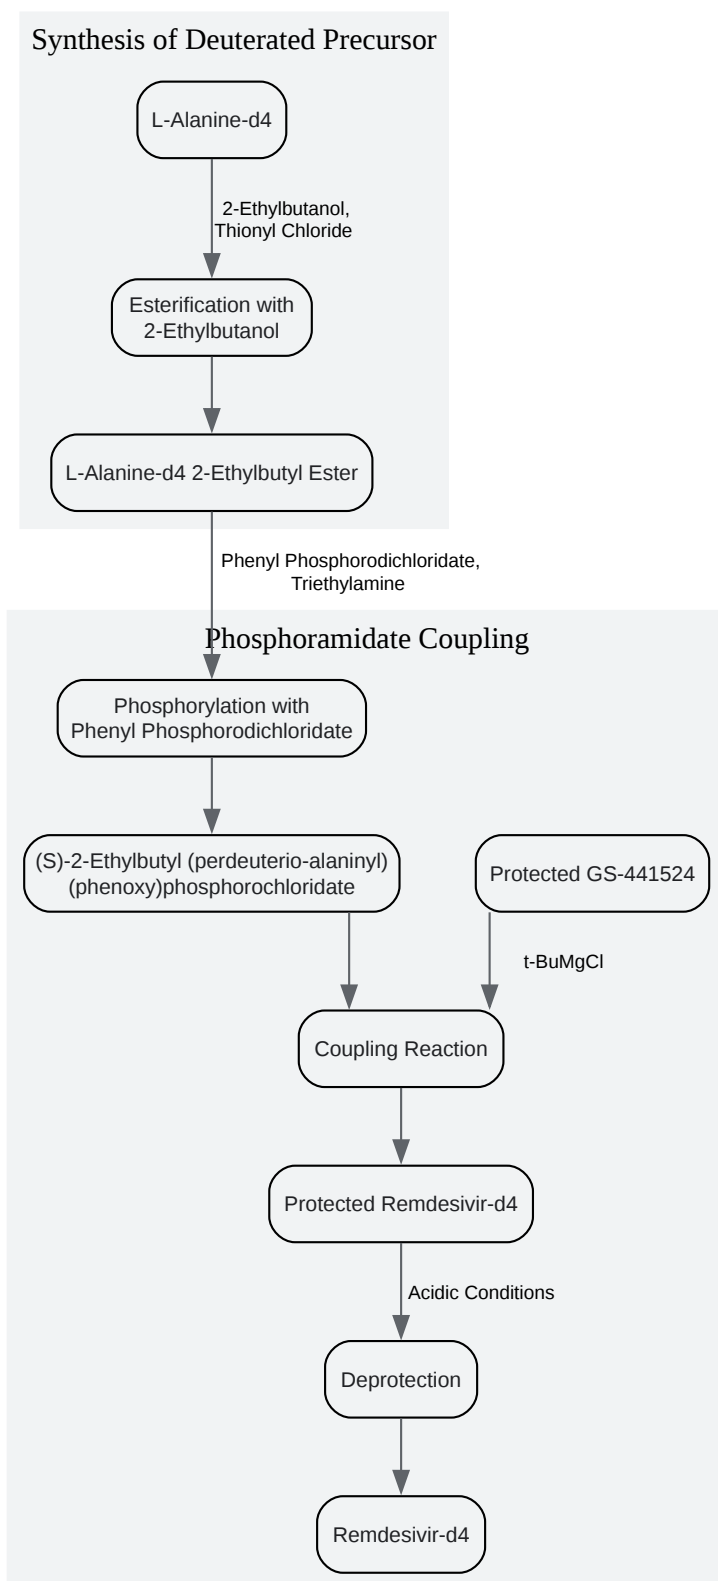 Synthesis of Deuterated Precursor
L-Alanine-d4
2-Ethylbutanol,
Thionyl Chloride
Esterification with
2-Ethylbutanol
L-Alanine-d4 2-Ethylbutyl Ester
Phenyl Phosphorodichloridate,
Triethylamine
Phosphoramidate Coupling
Phosphorylation with
Phenyl Phosphorodichloridate
(S)-2-Ethylbutyl (perdeuterio-alaninyl)
(phenoxy)phosphorochloridate
Protected GS-441524
t-BuMgCl
Coupling Reaction
Protected Remdesivir-d4
Acidic Conditions
Deprotection
Remdesivir-d4